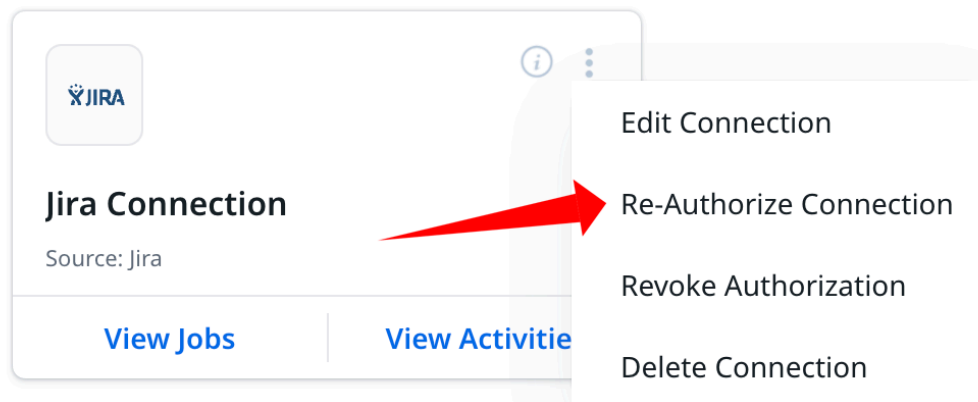 JIRA
Jira Connection
Source: Jira
View Jobs
View Activitie
Edit Connection
Re-Authorize Connection
Revoke Authorization
Delete Connection